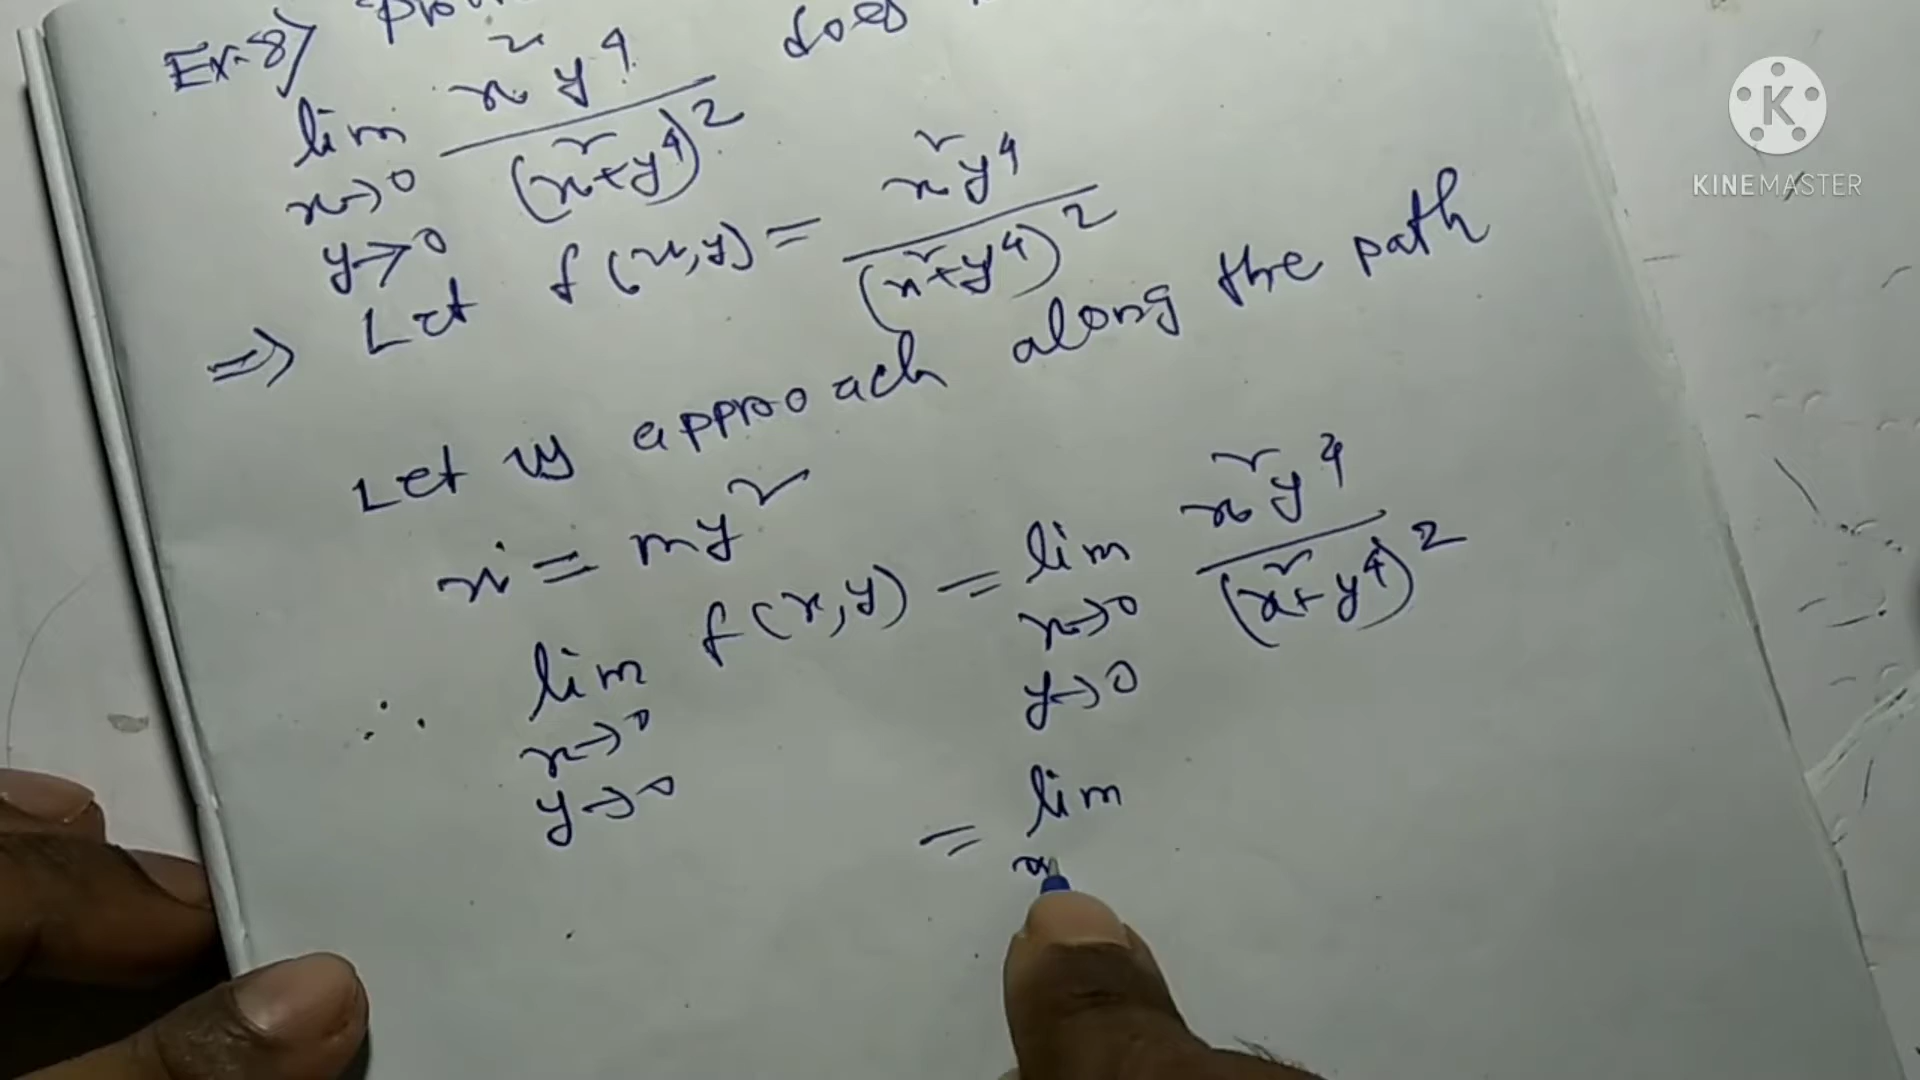 Ex-8)
does
lim x²y⁴
x→0 (x²+y⁴)²
y→0
⇒ Let f(x,y) = x²y⁴
(x²+y⁴)²
Let us approach along the path
x = my²
∴ lim f(x,y) = lim x²y⁴
x→0 x→0 (x²+y⁴)²
y→0 y→0
= lim
x
K
KINEMASTER